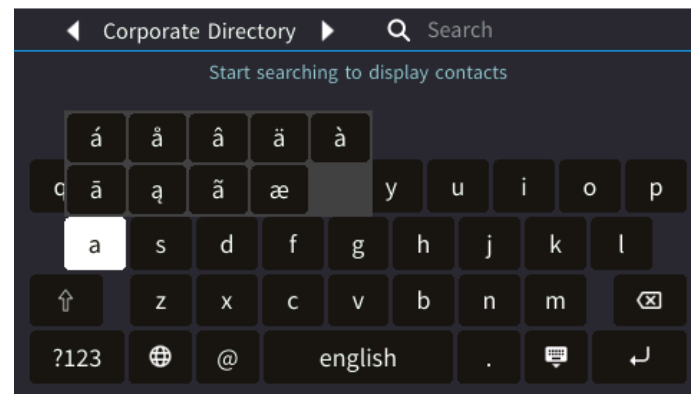 Corporate Directory Search
Start searching to display contacts
á å â ä à
q ā ą ã æ y u i o p
a s d f g h j k l
z x c v b n m
?123 @ english .